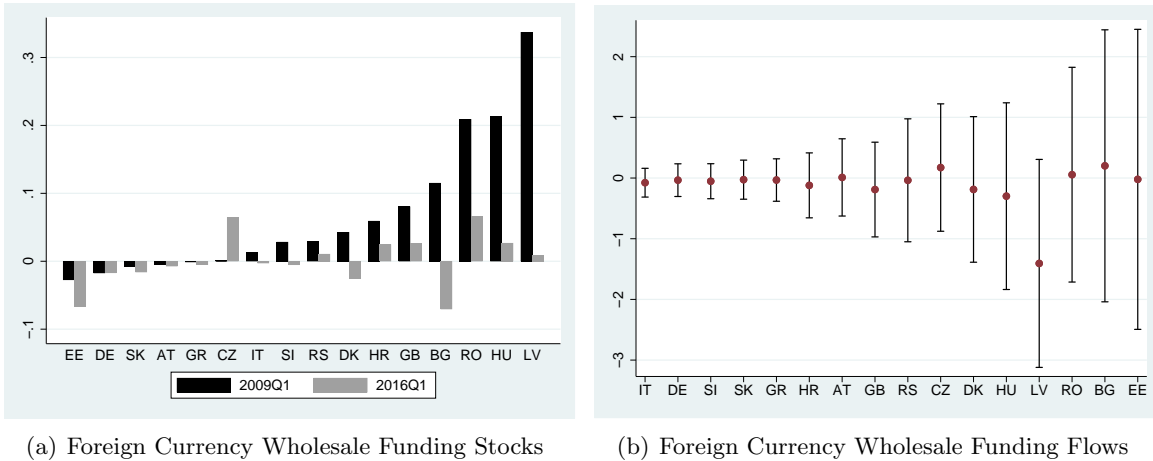 .3
.2
.1
0
-.1
EE DE SK AT GR CZ IT SI RS DK HR GB BG RO HU LV
2009Q1 2016Q1
(a) Foreign Currency Wholesale Funding Stocks
2
1
0
-1
-2
-3
IT DE SI SK GR HR AT GB RS CZ DK HU LV RO BG EE
(b) Foreign Currency Wholesale Funding Flows